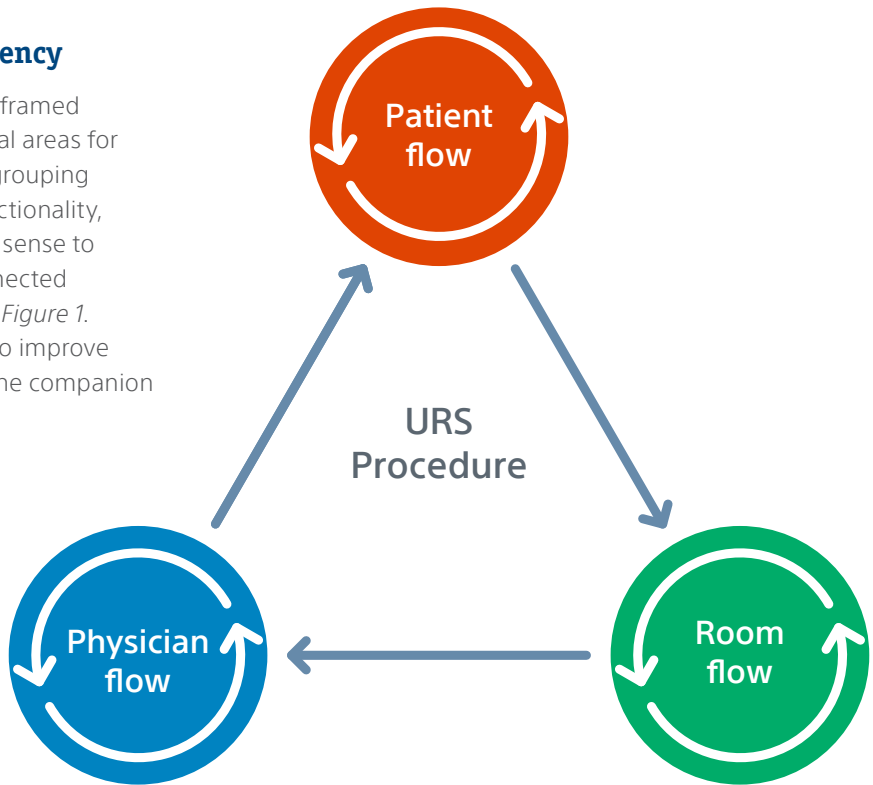 ency
framed
al areas for
grouping
ctionality,
sense to
nected
Figure 1.
o improve
he companion
Patient
flow
URS
Procedure
Physician
flow
Room
flow